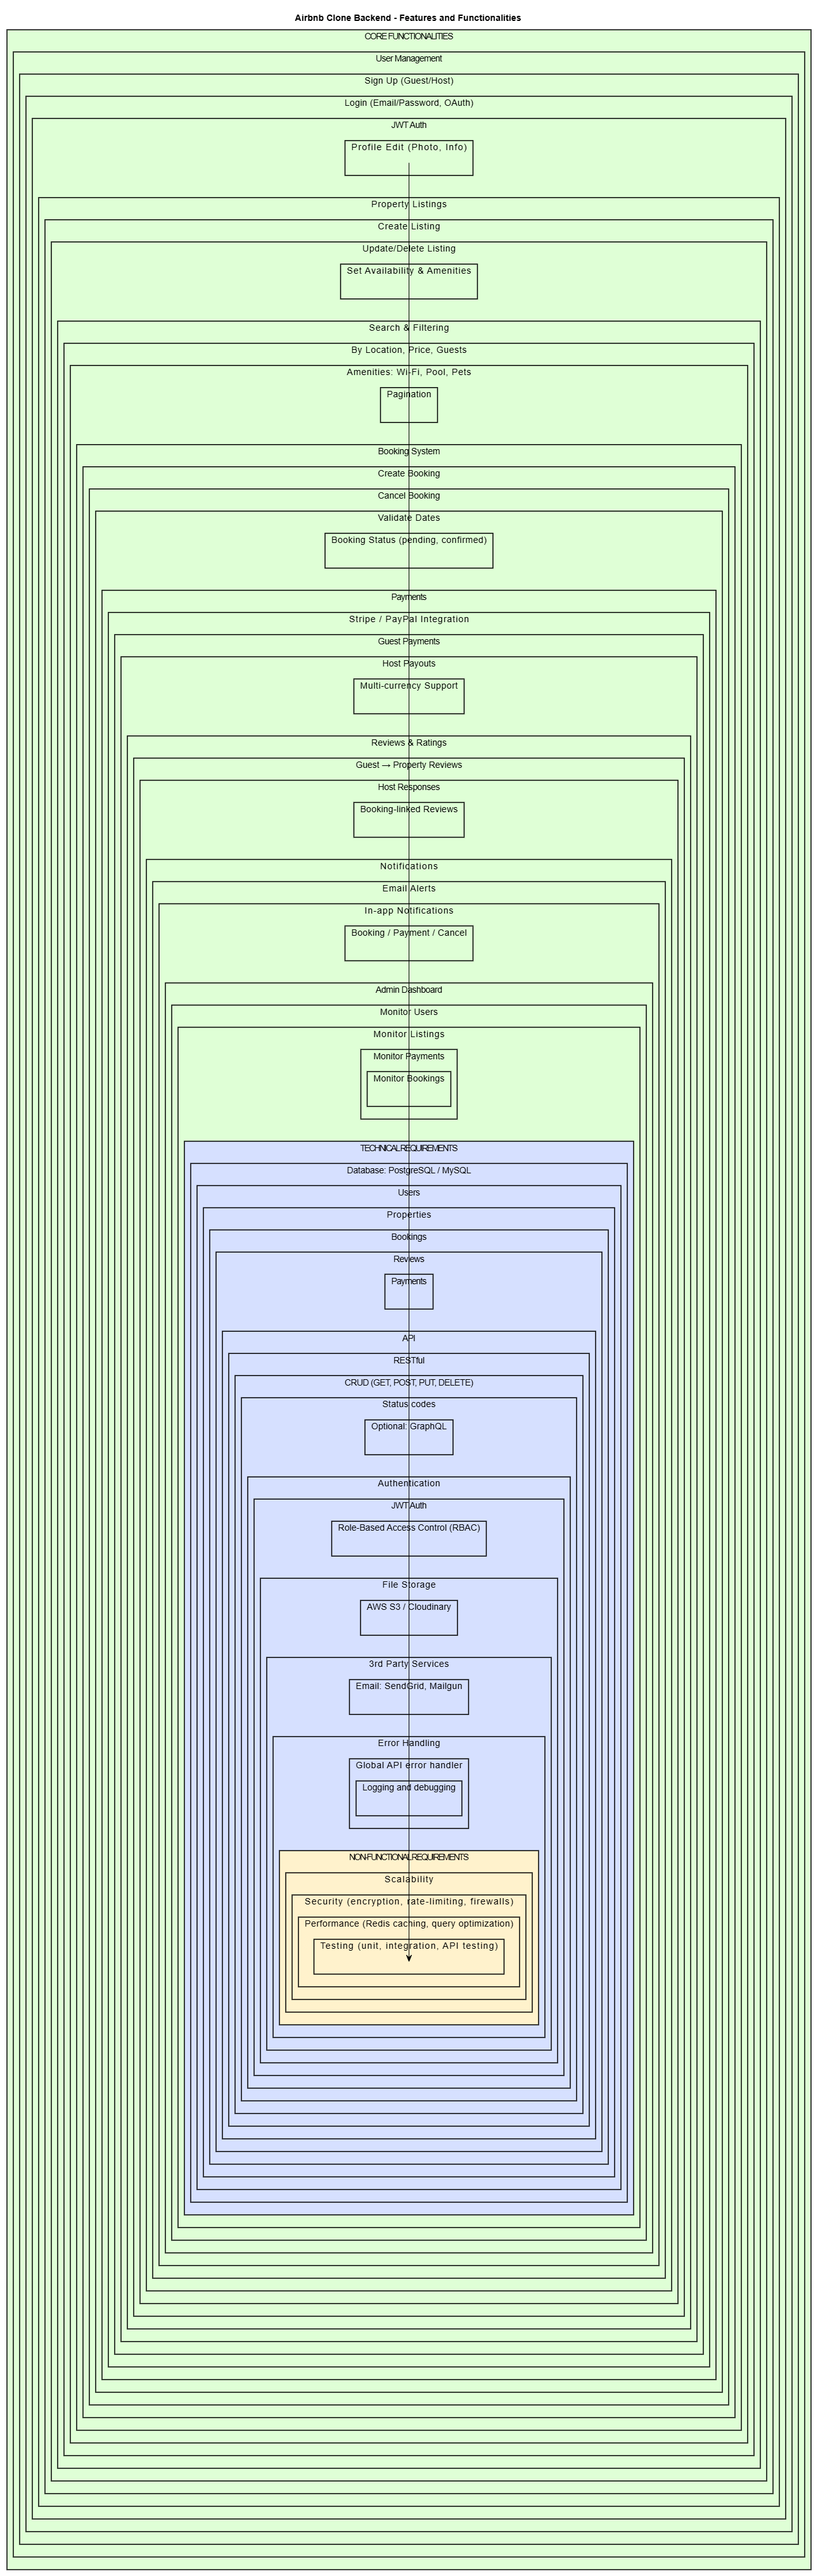 Airbnb Clone Backend - Features and Functionalities
CORE FUNCTIONALITIES
User Management
Sign Up (Guest/Host)
Login (Email/Password, OAuth)
JWT Auth
Profile Edit (Photo, Info)
Property Listings
Create Listing
Update/Delete Listing
Set Availability & Amenities
Search & Filtering
By Location, Price, Guests
Amenities: Wi-Fi, Pool, Pets
Pagination
Booking System
Create Booking
Cancel Booking
Validate Dates
Booking Status (pending, confirmed)
Payments
Stripe / PayPal Integration
Guest Payments
Host Payouts
Multi-currency Support
Reviews & Ratings
Guest → Property Reviews
Host Responses
Booking-linked Reviews
Notifications
Email Alerts
In-app Notifications
Booking / Payment / Cancel
Admin Dashboard
Monitor Users
Monitor Listings
Monitor Payments
Monitor Bookings
TECHNICAL REQUIREMENTS
Database: PostgreSQL / MySQL
Users
Properties
Bookings
Reviews
Payments
API
RESTful
CRUD (GET, POST, PUT, DELETE)
Status codes
Optional: GraphQL
Authentication
JWT Auth
Role-Based Access Control (RBAC)
File Storage
AWS S3 / Cloudinary
3rd Party Services
Email: SendGrid, Mailgun
Error Handling
Global API error handler
Logging and debugging
NON-FUNCTIONAL REQUIREMENTS
Scalability
Security (encryption, rate-limiting, firewalls)
Performance (Redis caching, query optimization)
Testing (unit, integration, API testing)